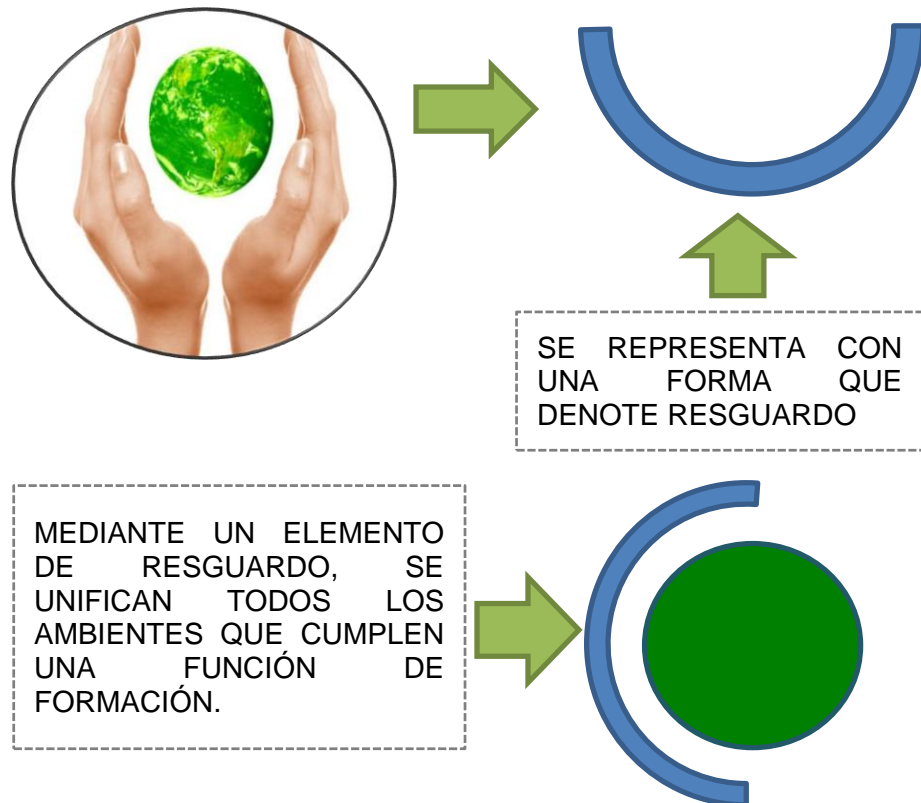 SE REPRESENTA CON
UNA FORMA QUE
DENOTE RESGUARDO
MEDIANTE UN ELEMENTO
DE RESGUARDO, SE
UNIFICAN TODOS LOS
AMBIENTES QUE CUMPLEN
UNA FUNCIÓN DE
FORMACIÓN.